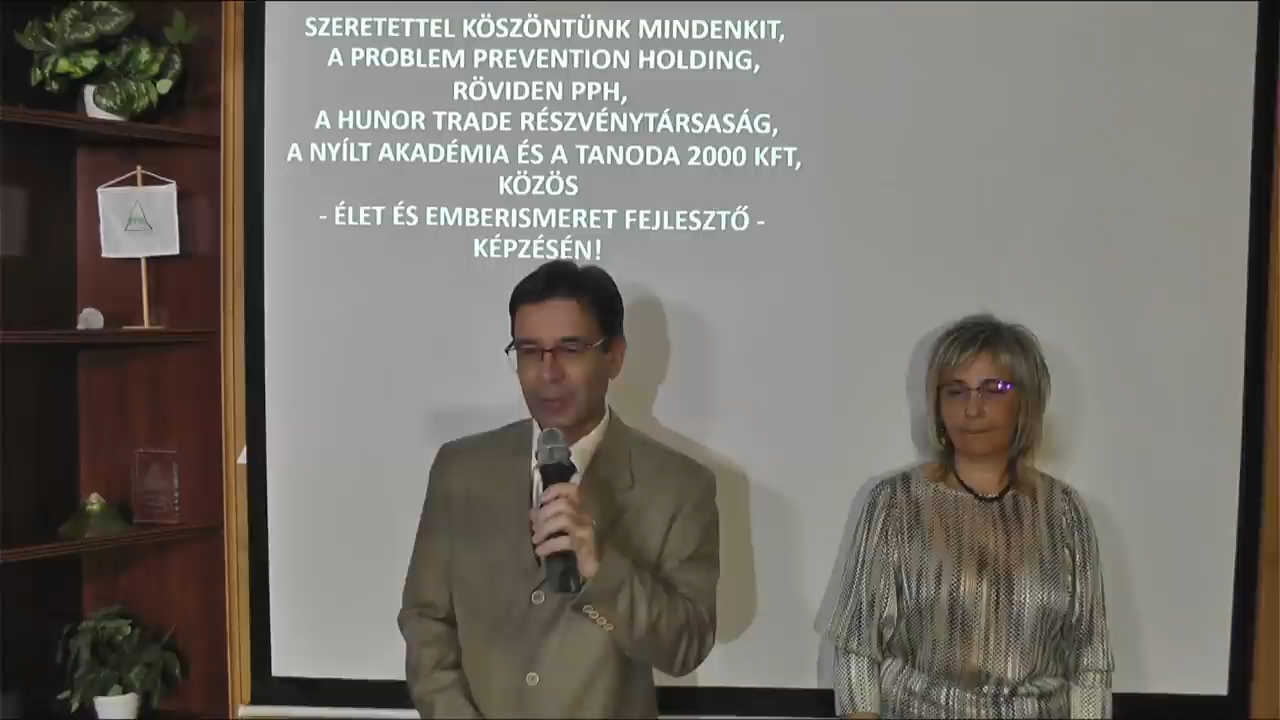 SZERETETTEL KÖSZÖNTÜNK MINDENKIT,
A PROBLEM PREVENTION HOLDING,
RÖVIDEN PPH,
A HUNOR TRADE RÉSZVÉNYTÁRSASÁG,
A NYÍLT AKADÉMIA ÉS A TANODA 2000 KFT,
KÖZÖS
- ÉLET ÉS EMBERISMERET FEJLESZTŐ -
KÉPZÉSÉN!